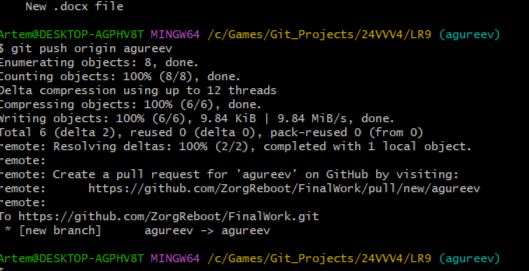 New .docx file
Artem@DESKTOP-AGPHV8T MINGW64 /c/Games/Git_Projects/24VVV4/LR9 (agureev)
$ git push origin agureev
Enumerating objects: 8, done.
Counting objects: 100% (8/8), done.
Delta compression using up to 12 threads
Compressing objects: 100% (6/6), done.
Writing objects: 100% (6/6), 9.84 KiB | 9.84 MiB/s, done.
Total 6 (delta 2), reused 0 (delta 0), pack-reused 0 (from 0)
remote: Resolving deltas: 100% (2/2), completed with 1 local object.
remote:
remote: Create a pull request for 'agureev' on GitHub by visiting:
remote:      https://github.com/ZorgReboot/FinalWork/pull/new/agureev
remote:
To https://github.com/ZorgReboot/FinalWork.git
 * [new branch]      agureev -> agureev
Artem@DESKTOP-AGPHV8T MINGW64 /c/Games/Git_Projects/24VVV4/LR9 (agureev)